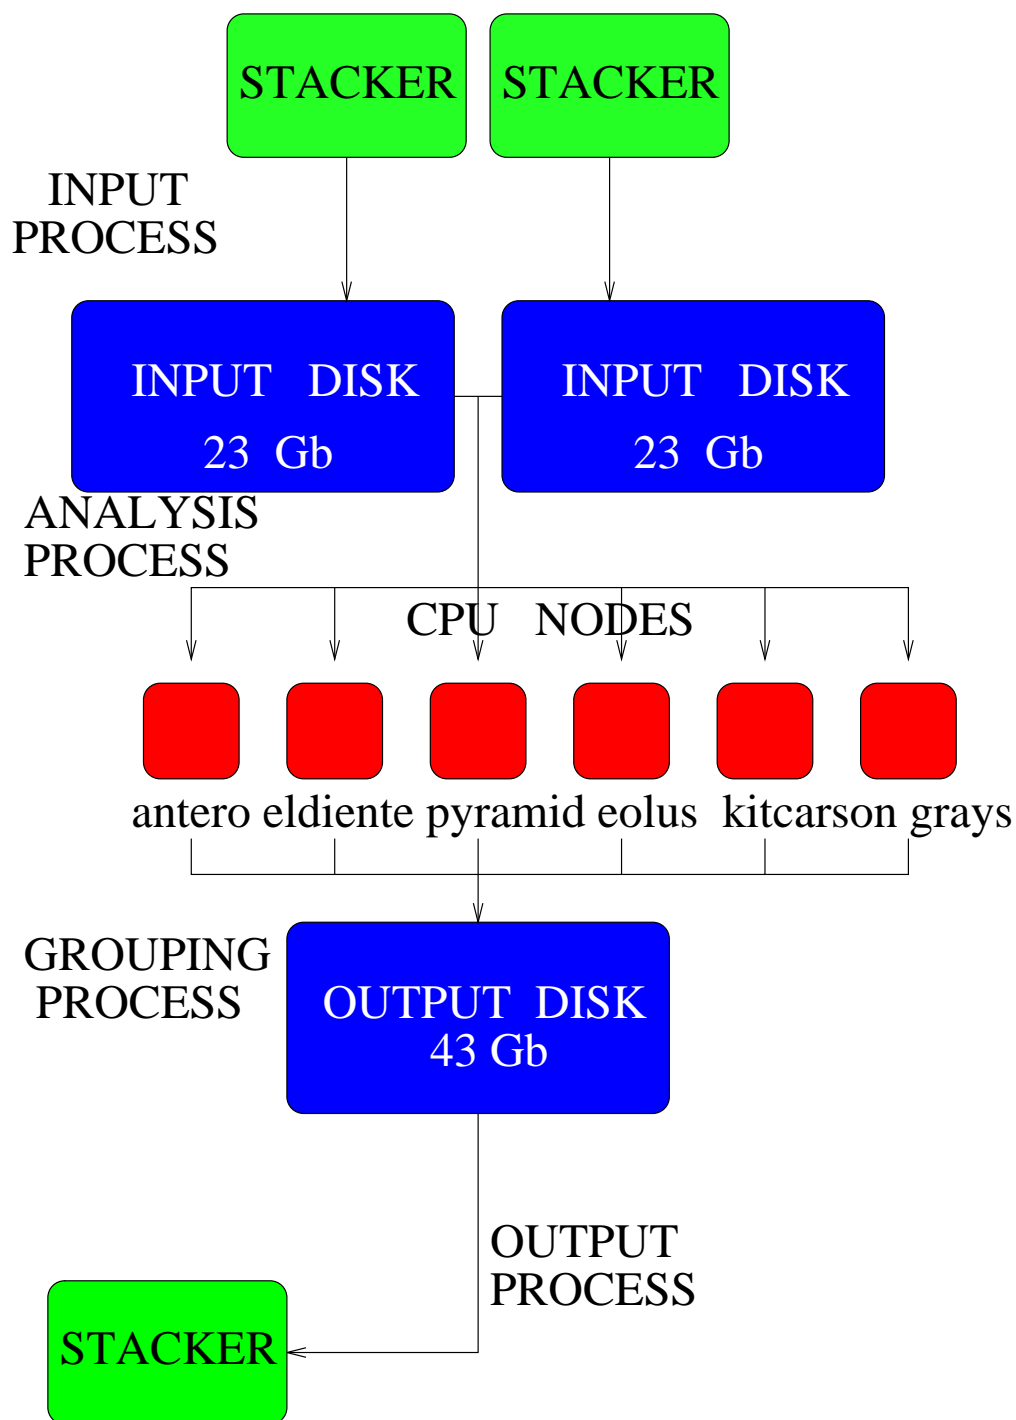 STACKER STACKER
INPUT
PROCESS
INPUT DISK INPUT DISK
23 Gb 23 Gb
ANALYSIS
PROCESS
CPU NODES
antero eldiente pyramid eolus kitcarson grays
GROUPING
PROCESS
OUTPUT DISK
43 Gb
OUTPUT
PROCESS
STACKER